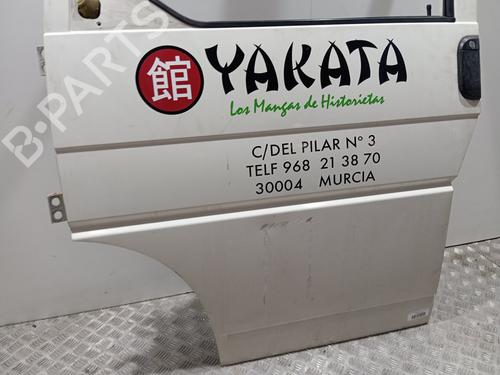 館 YAKATA
Los Mangas de Historietas
C/DEL PILAR Nº 3
TELF 968 21 38 70
30004 MURCIA
B-PARTS